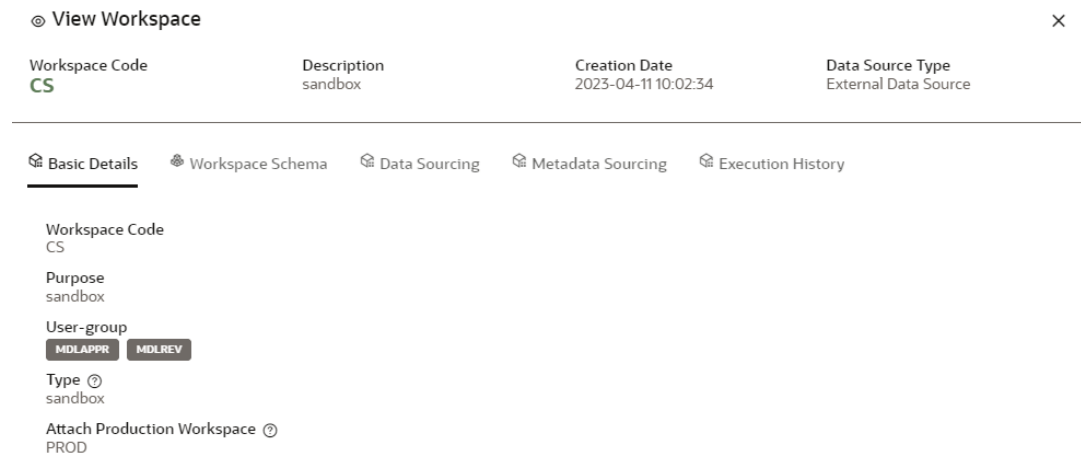 View Workspace
Workspace Code Description Creation Date Data Source Type
CS sandbox 2023-04-11 10:02:34 External Data Source
Basic Details Workspace Schema Data Sourcing Metadata Sourcing Execution History
Workspace Code
CS
Purpose
sandbox
User-group
MDLAPPR MDLREV
Type
sandbox
Attach Production Workspace
PROD